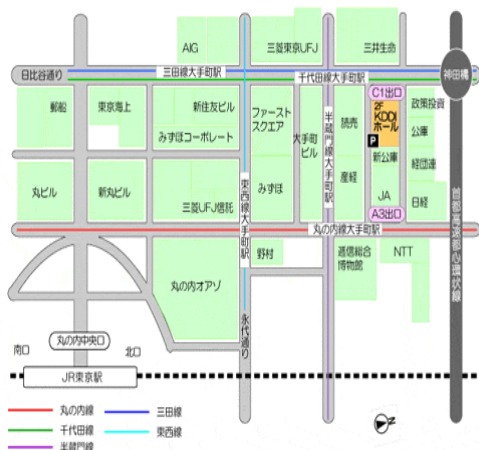 AIG
三菱東京UFJ
三井生命
日比谷通り
三田線大手町駅
千代田線大手町駅
神田橋
C1出口
郵船
東京海上
新住友ビル
みずほコーポレート
ファースト
スクエア
大手町
ビル
半蔵門線大手町駅
読売
2F
KDDI
ホール
P
政策投資
公庫
新公庫
経団連
丸ビル
新丸ビル
三菱UFJ信託
東西線大手町駅
みずほ
産経
JA
日経
A3出口
首都高速都心環状線
丸の内線大手町駅
丸の内オアゾ
野村
逓信総合
博物館
NTT
永代通り
丸の内中央口
南口
北口
JR東京駅
N
丸の内線
三田線
千代田線
東西線
半蔵門線